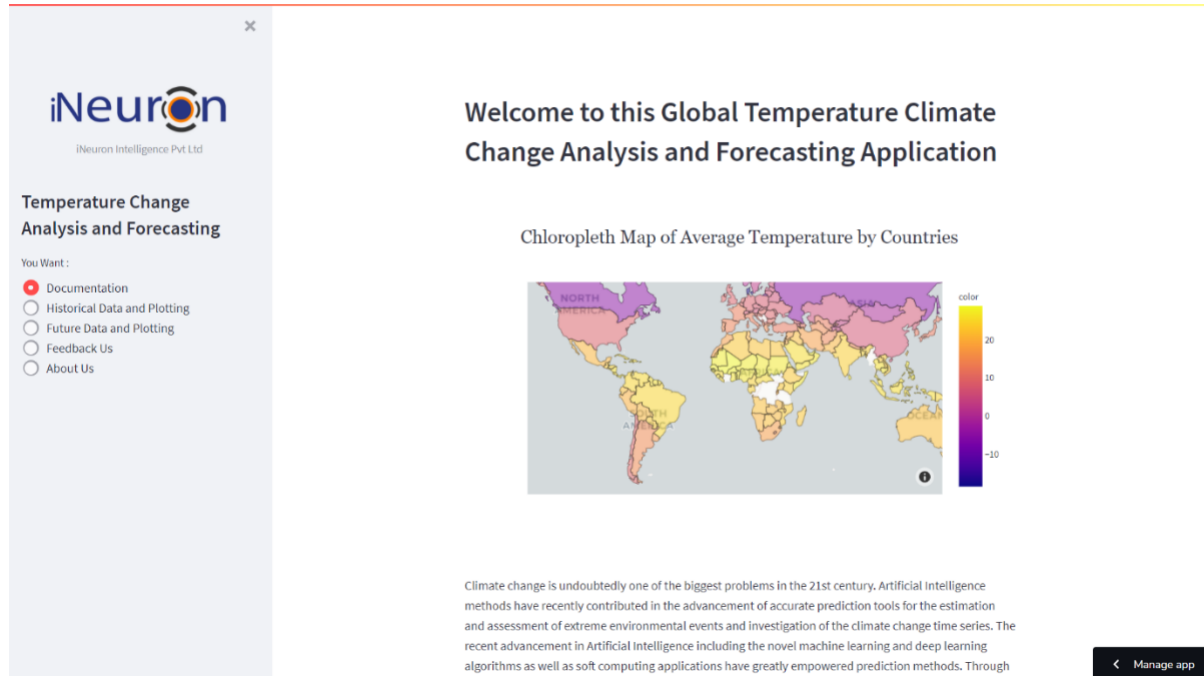 ×
iNeuron
iNeuron Intelligence Pvt Ltd
Temperature Change
Analysis and Forecasting
You Want :
Documentation
Historical Data and Plotting
Future Data and Plotting
Feedback Us
About Us
Welcome to this Global Temperature Climate
Change Analysis and Forecasting Application
Chloropleth Map of Average Temperature by Countries
NORTH
AMERICA
ASIA
AFRICA
SOUTH
AMERICA
OCEAN
color
20
10
0
−10
Climate change is undoubtedly one of the biggest problems in the 21st century. Artificial Intelligence
methods have recently contributed in the advancement of accurate prediction tools for the estimation
and assessment of extreme environmental events and investigation of the climate change time series. The
recent advancement in Artificial Intelligence including the novel machine learning and deep learning
algorithms as well as soft computing applications have greatly empowered prediction methods. Through
< Manage app